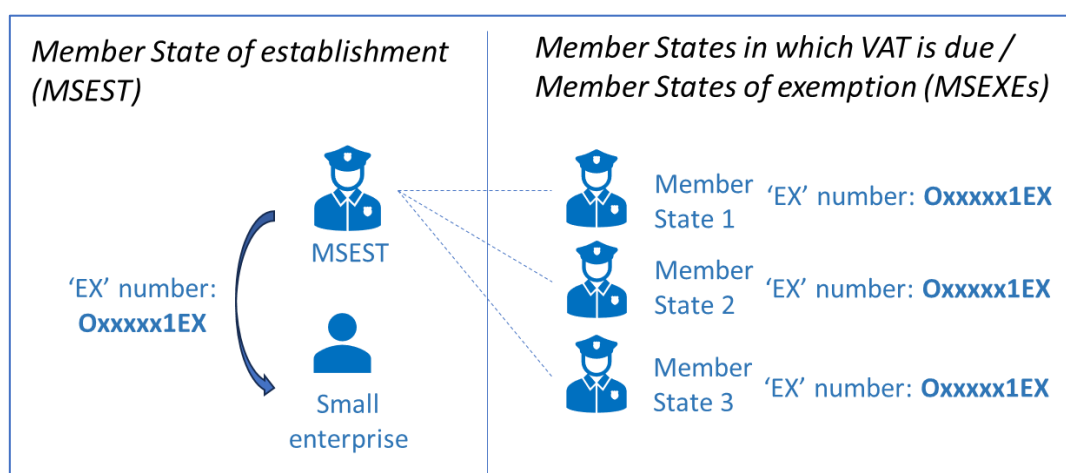 Member State of establishment
(MSEST)
Member States in which VAT is due /
Member States of exemption (MSEXEs)
MSEST
'EX' number:
Oxxxxx1EX
Small
enterprise
Member
State 1
‘EX’ number: Oxxxxx1EX
Member
State 2
‘EX’ number: Oxxxxx1EX
Member
State 3
‘EX’ number: Oxxxxx1EX